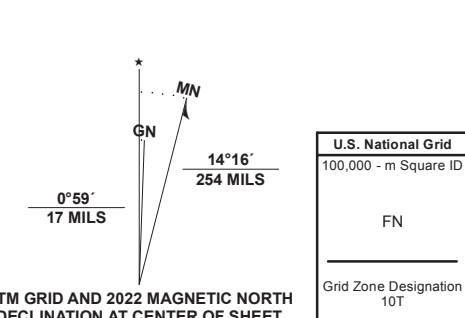 ★
MN
GN
14°16´
254 MILS
0°59´
17 MILS
TM GRID AND 2022 MAGNETIC NORTH
DECLINATION AT CENTER OF SHEET
U.S. National Grid
100,000 - m Square ID
FN
Grid Zone Designation
10T